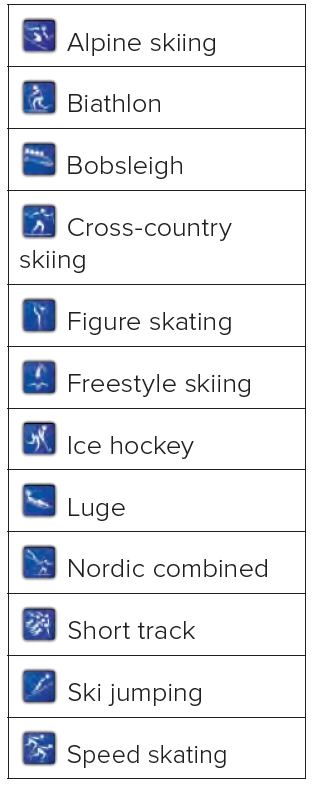 Alpine skiing
Biathlon
Bobsleigh
Cross-country
skiing
Figure skating
Freestyle skiing
Ice hockey
Luge
Nordic combined
Short track
Ski jumping
Speed skating